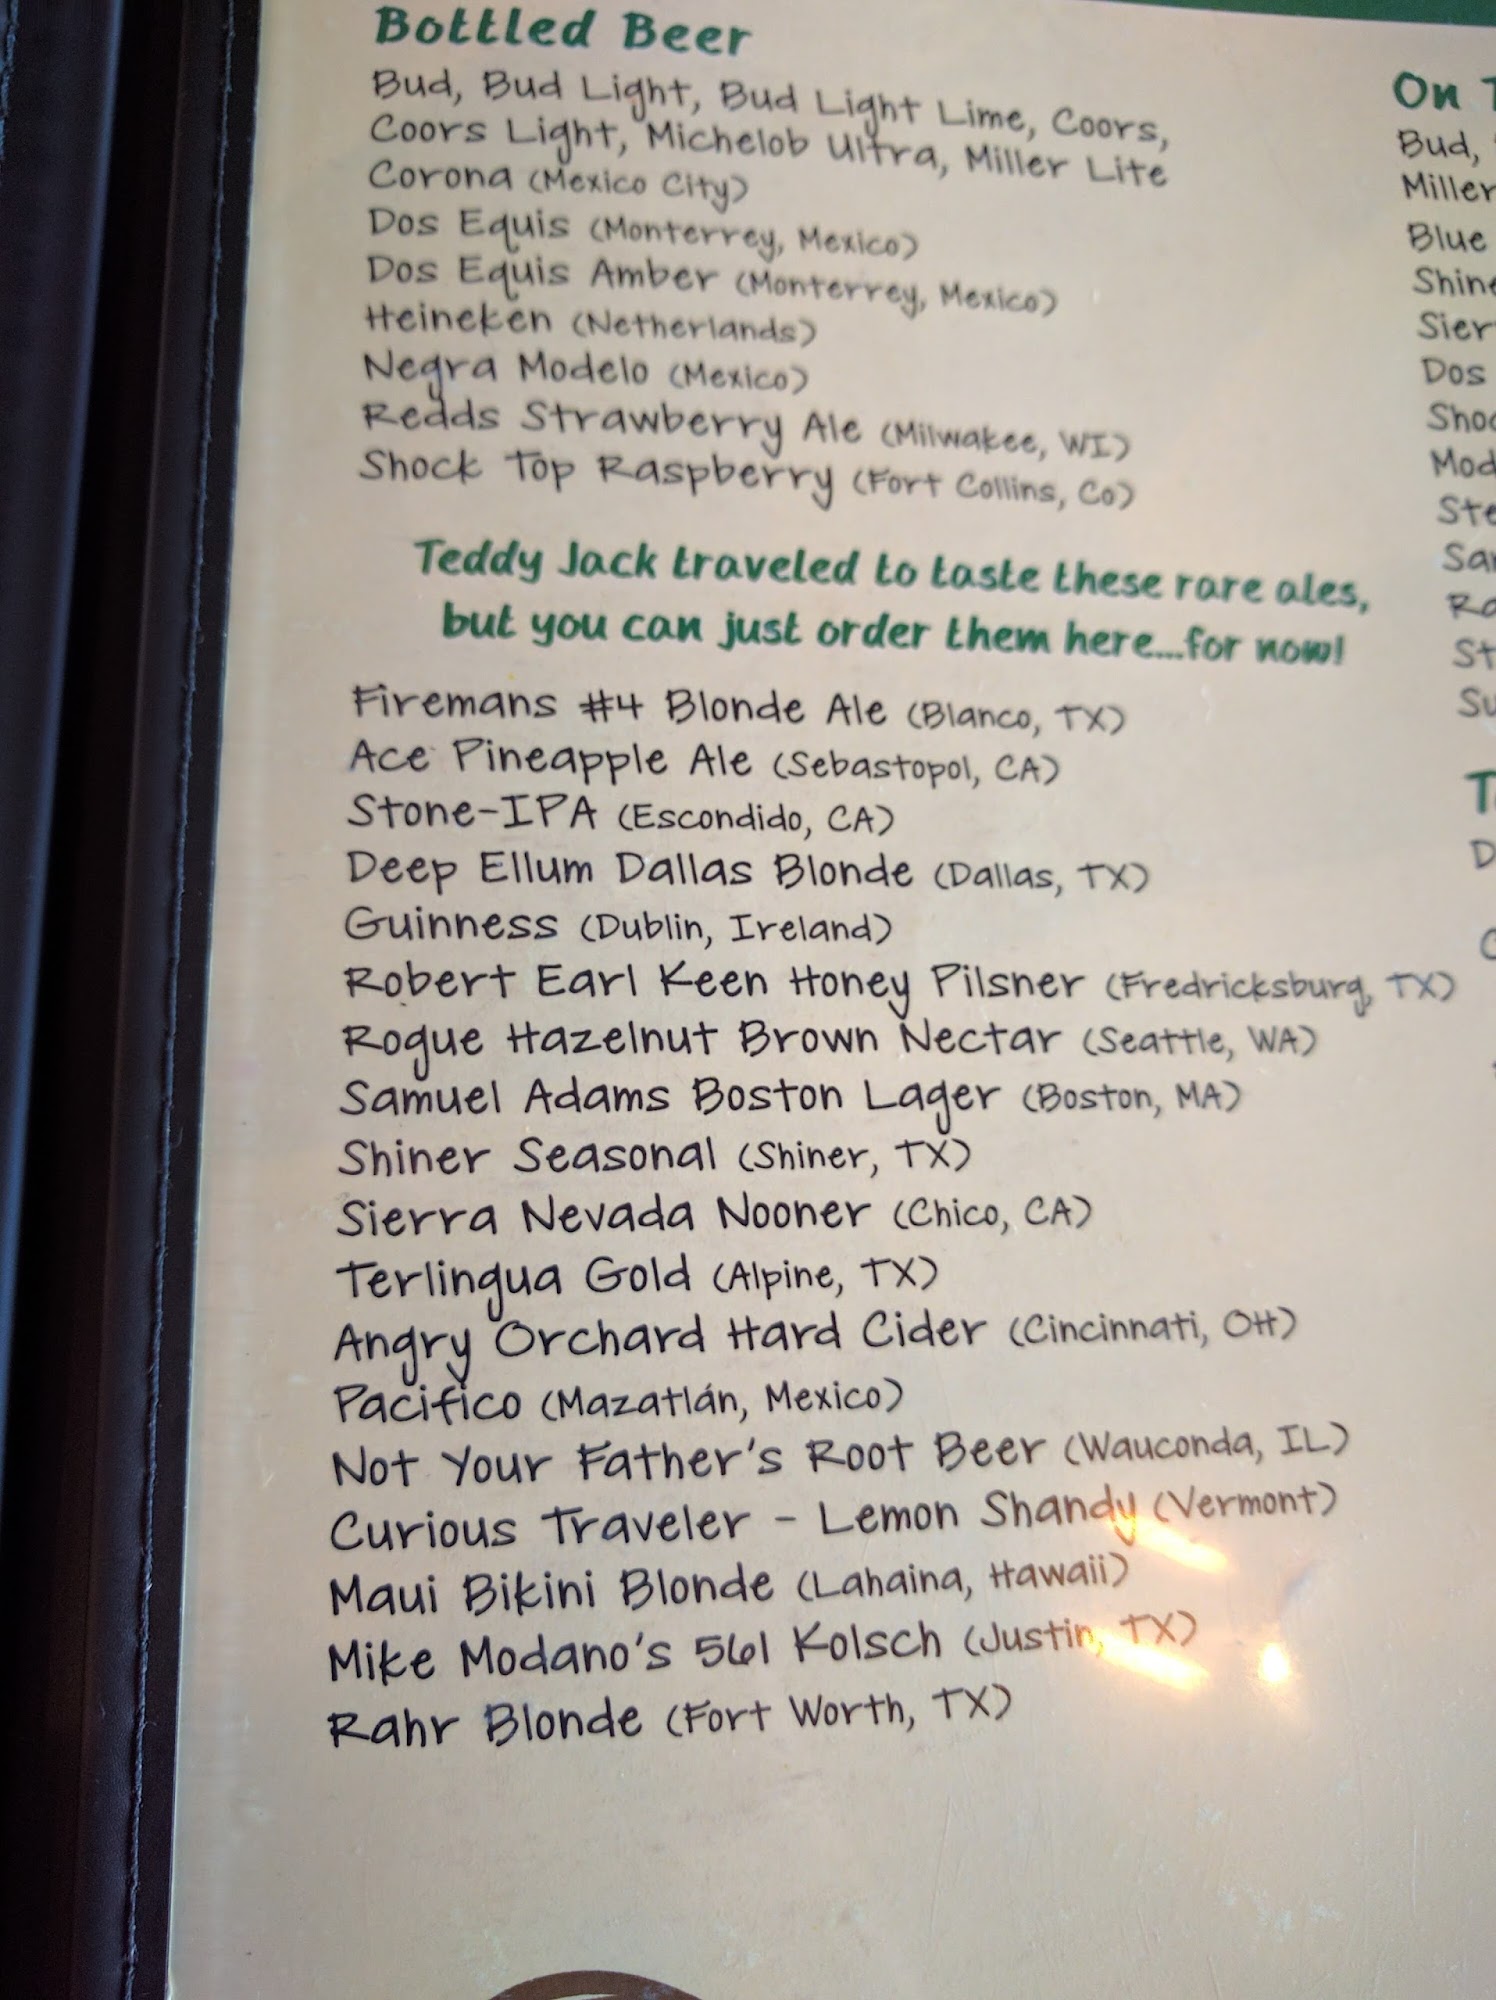 Bottled Beer
Bud, Bud Light, Bud Light Lime, Coors,
Coors Light, Michelob Ultra, Miller Lite
Corona (Mexico City)
Dos Equis (Monterrey, Mexico)
Dos Equis Amber (Monterrey, Mexico)
Heineken (Netherlands)
Negra Modelo (Mexico)
Redds Strawberry Ale (Milwakee, WI)
Shock Top Raspberry (Fort Collins, Co)
Teddy Jack traveled to taste these rare ales,
but you can just order them here...for now!
Firemans #4 Blonde Ale (Blanco, TX)
Ace Pineapple Ale (Sebastopol, CA)
Stone-IPA (Escondido, CA)
Deep Ellum Dallas Blonde (Dallas, TX)
Guinness (Dublin, Ireland)
Robert Earl Keen Honey Pilsner (Fredricksburg, TX)
Rogue Hazelnut Brown Nectar (Seattle, WA)
Samuel Adams Boston Lager (Boston, MA)
Shiner Seasonal (Shiner, TX)
Sierra Nevada Nooner (Chico, CA)
Terlingua Gold (Alpine, TX)
Angry Orchard Hard Cider (Cincinnati, OH)
Pacifico (Mazatlán, Mexico)
Not Your Father's Root Beer (Wauconda, IL)
Curious Traveler - Lemon Shandy (Vermont)
Maui Bikini Blonde (Lahaina, Hawaii)
Mike Modano's 561 Kolsch (Justin, TX)
Rahr Blonde (Fort Worth, TX)
On
Bud,
Miller
Blue
Dos